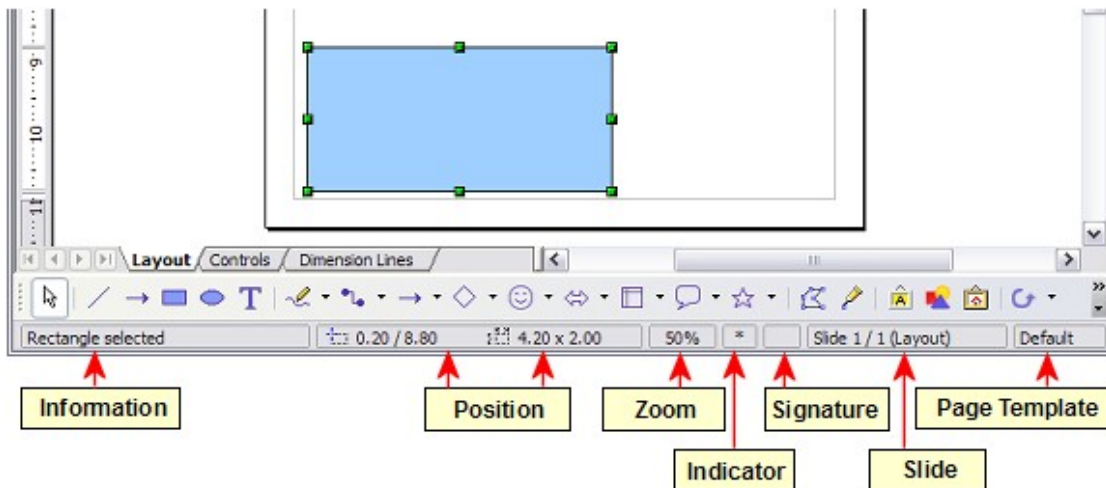 9
10
11
Layout Controls Dimension Lines
T A
Rectangle selected 0.20 / 8.80 4.20 x 2.00 50% * Slide 1 / 1 (Layout) Default
Information Position Zoom Signature Page Template
Indicator Slide